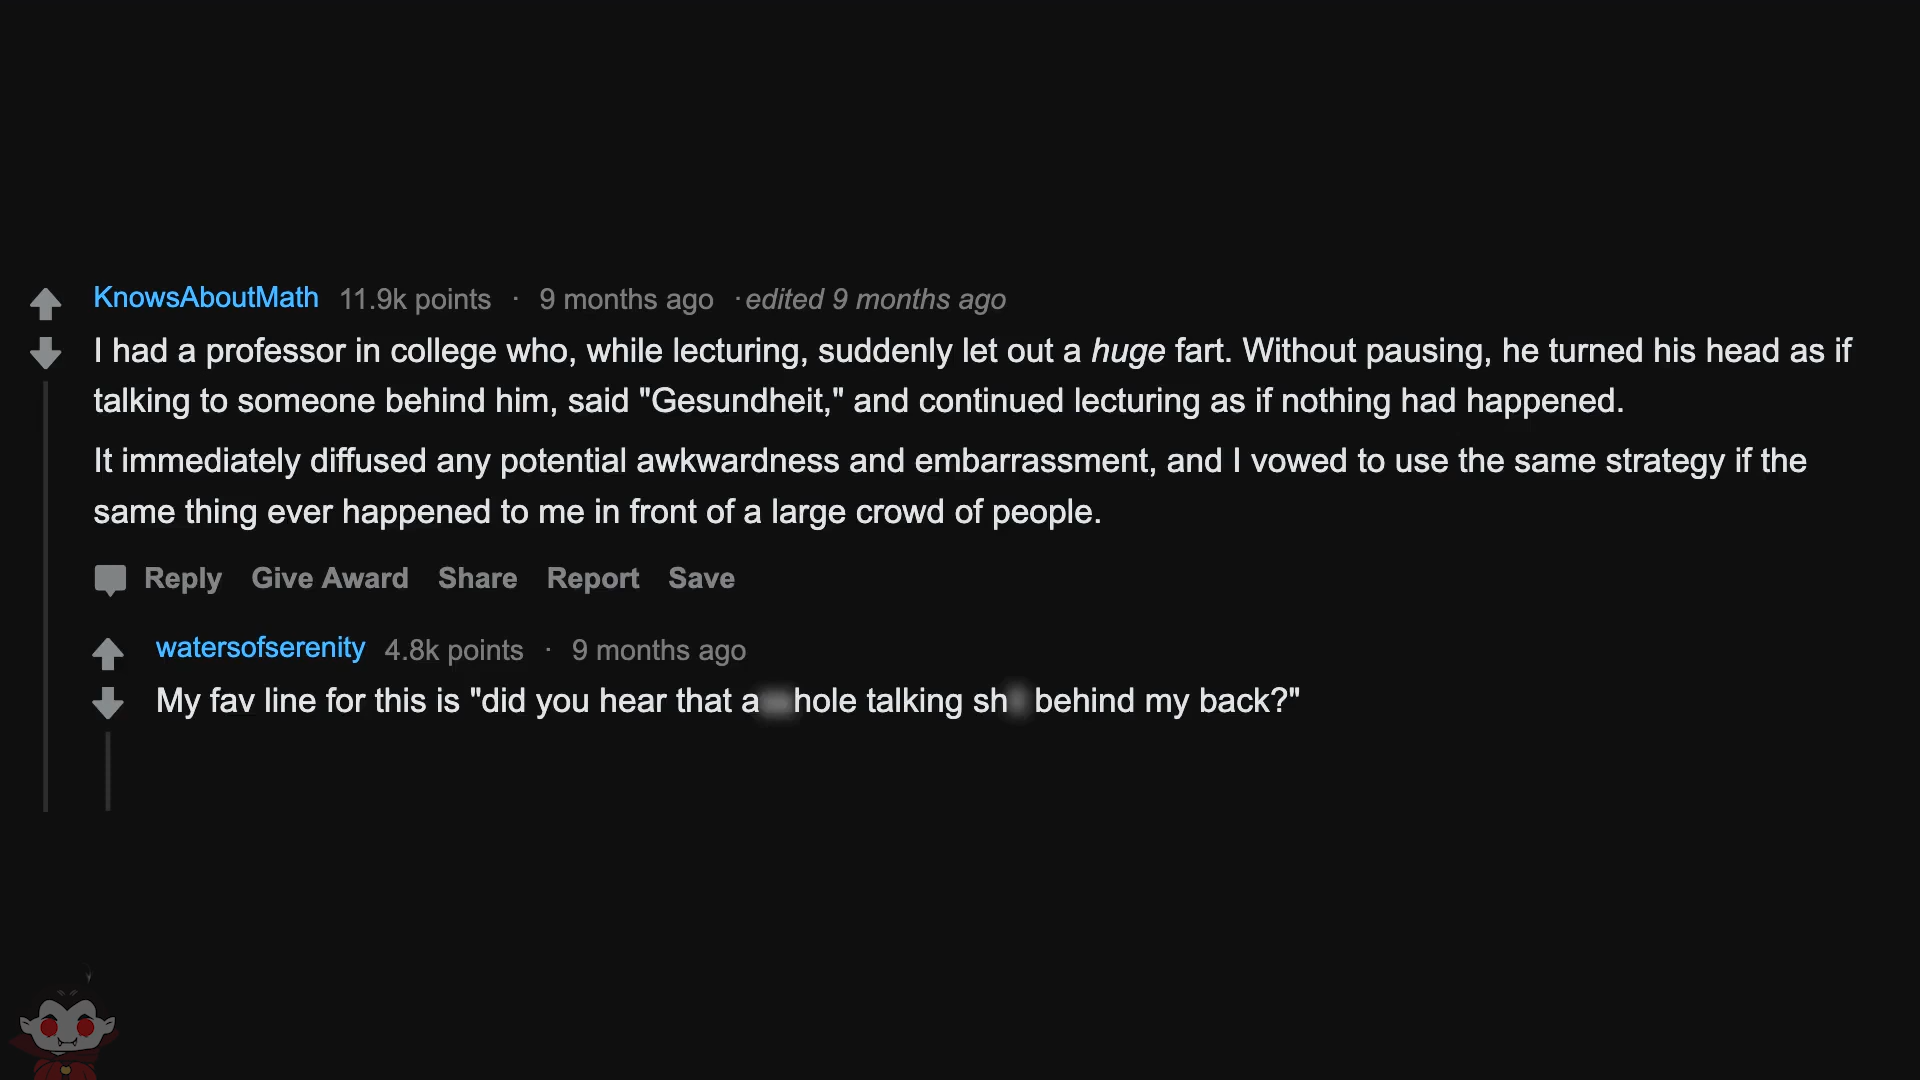 KnowsAboutMath 11.9k points · 9 months ago · edited 9 months ago
I had a professor in college who, while lecturing, suddenly let out a huge fart. Without pausing, he turned his head as if
talking to someone behind him, said "Gesundheit," and continued lecturing as if nothing had happened.
It immediately diffused any potential awkwardness and embarrassment, and I vowed to use the same strategy if the
same thing ever happened to me in front of a large crowd of people.
Reply Give Award Share Report Save
watersofserenity 4.8k points · 9 months ago
My fav line for this is "did you hear that a hole talking sh behind my back?"